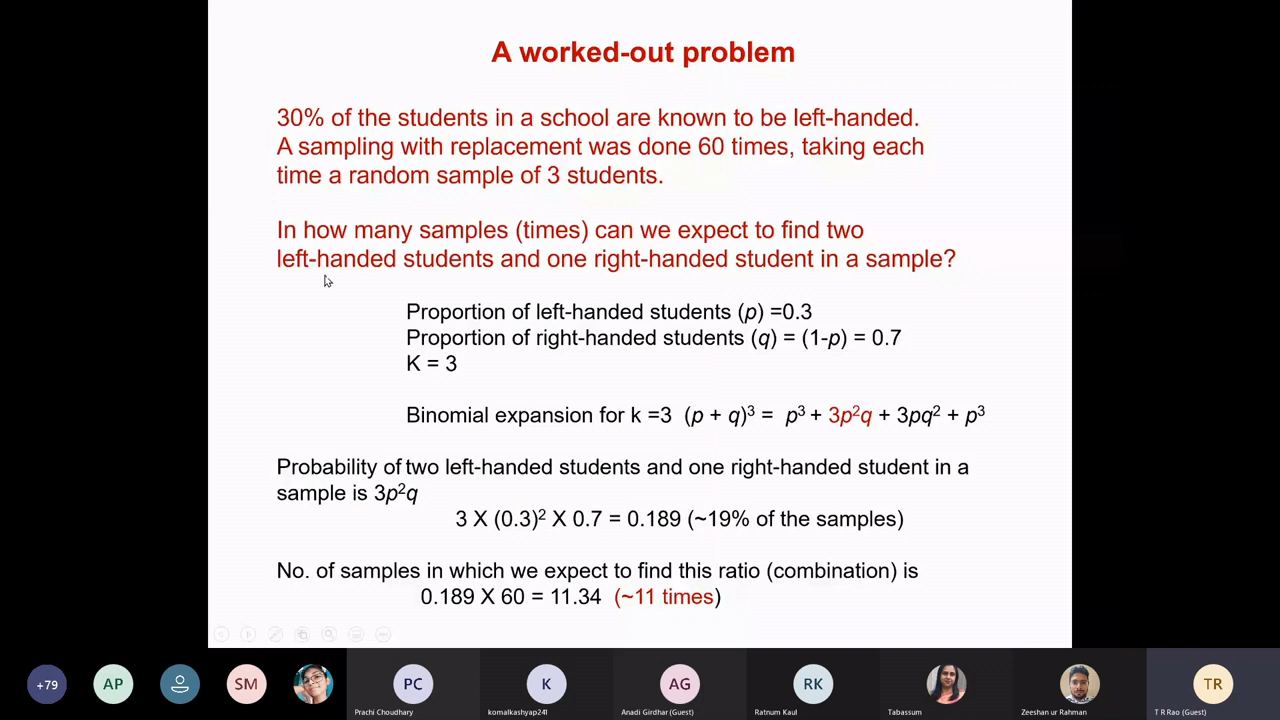 A worked-out problem
30% of the students in a school are known to be left-handed.
A sampling with replacement was done 60 times, taking each
time a random sample of 3 students.
In how many samples (times) can we expect to find two
left-handed students and one right-handed student in a sample?
Proportion of left-handed students (p) =0.3
Proportion of right-handed students (q) = (1-p) = 0.7
K = 3
Binomial expansion for k =3 (p + q)³ = p³ + 3p²q + 3pq² + p³
Probability of two left-handed students and one right-handed student in a
sample is 3p²q
3 X (0.3)² X 0.7 = 0.189 (~19% of the samples)
No. of samples in which we expect to find this ratio (combination) is
0.189 X 60 = 11.34 (~11 times)
+79
AP
SM
PC
K
AG
RK
TR
Prachi Choudhary
komalkashyap241
Anadi Girdhar (Guest)
Ratnum Kaul
Tabassum
Zeeshan ur Rahman
T R Rao (Guest)